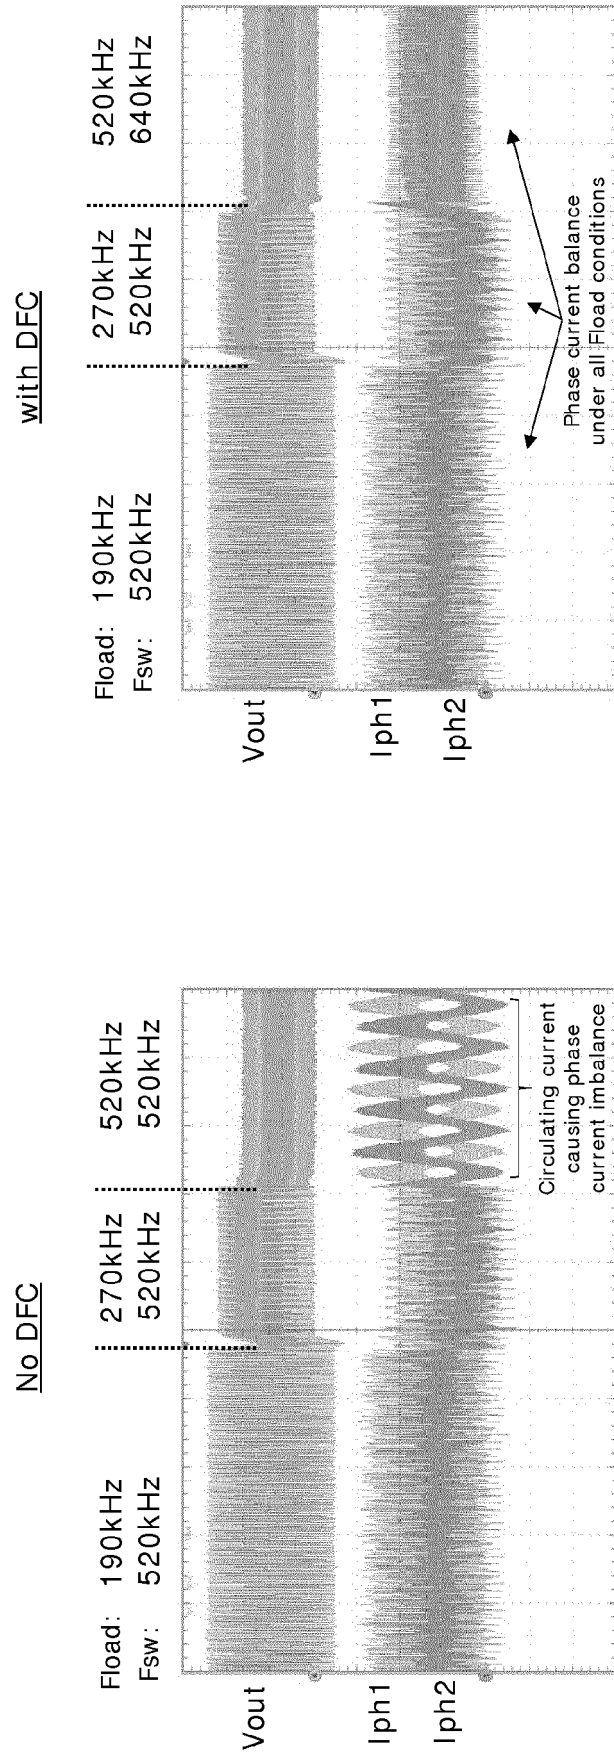 No DFC
Fload: 190kHz 270kHz 520kHz
Fsw: 520kHz 520kHz 520kHz
Vout
Iph1
Iph2
Circulating current
causing phase
current imbalance
with DFC
Fload: 190kHz 270kHz 520kHz
Fsw: 520kHz 520kHz 640kHz
Vout
Iph1
Iph2
Phase current balance
under all Fload conditions